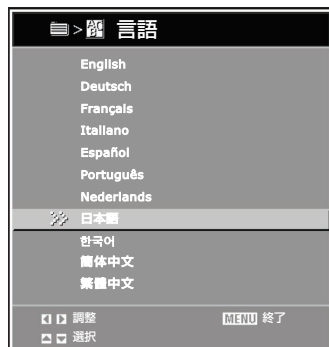 > 言語
English
Deutsch
Français
Italiano
Español
Português
Nederlands
日本語
한국어
简体中文
繁體中文
調整 MENU 終了
選択